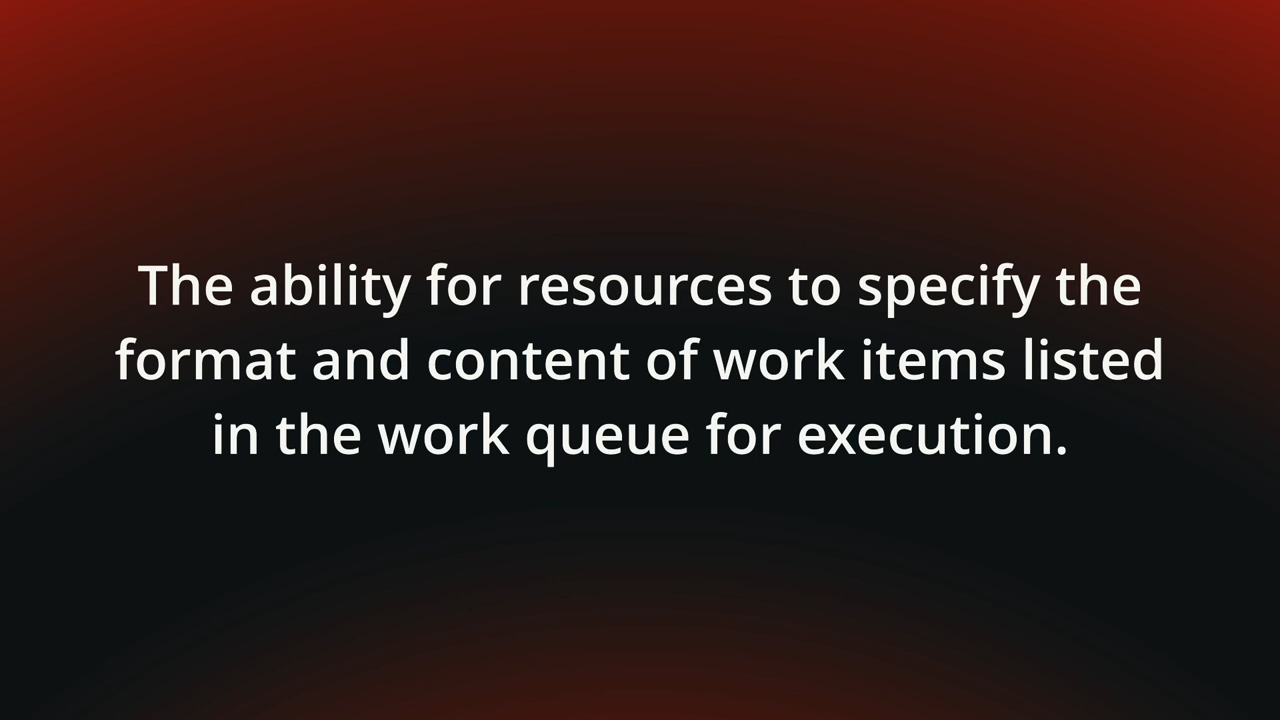 The ability for resources to specify the
format and content of work items listed
in the work queue for execution.